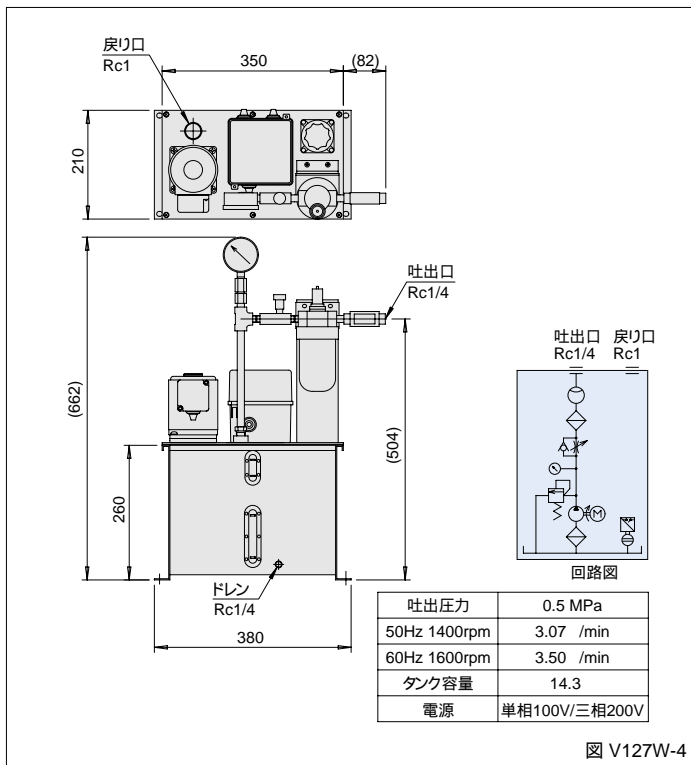 戻り口
Rc1
350
(82)
210
吐出口
Rc1/4
(662)
(504)
260
ドレン
Rc1/4
380
吐出口 戻り口
Rc1/4 Rc1
M
回路図
吐出圧力 0.5 MPa
50Hz 1400rpm 3.07 /min
60Hz 1600rpm 3.50 /min
タンク容量 14.3
電源 単相100V/三相200V
図 V127W-4